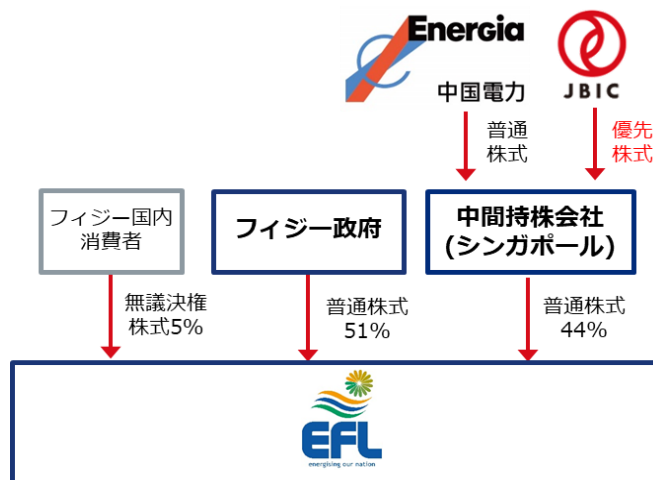 Energia
中国電力
JBIC
普通
株式
優先
株式
フィジー国内
消費者
フィジー政府
中間持株会社
(シンガポール)
無議決権
株式5%
普通株式
51%
普通株式
44%
EFL
energising our nation